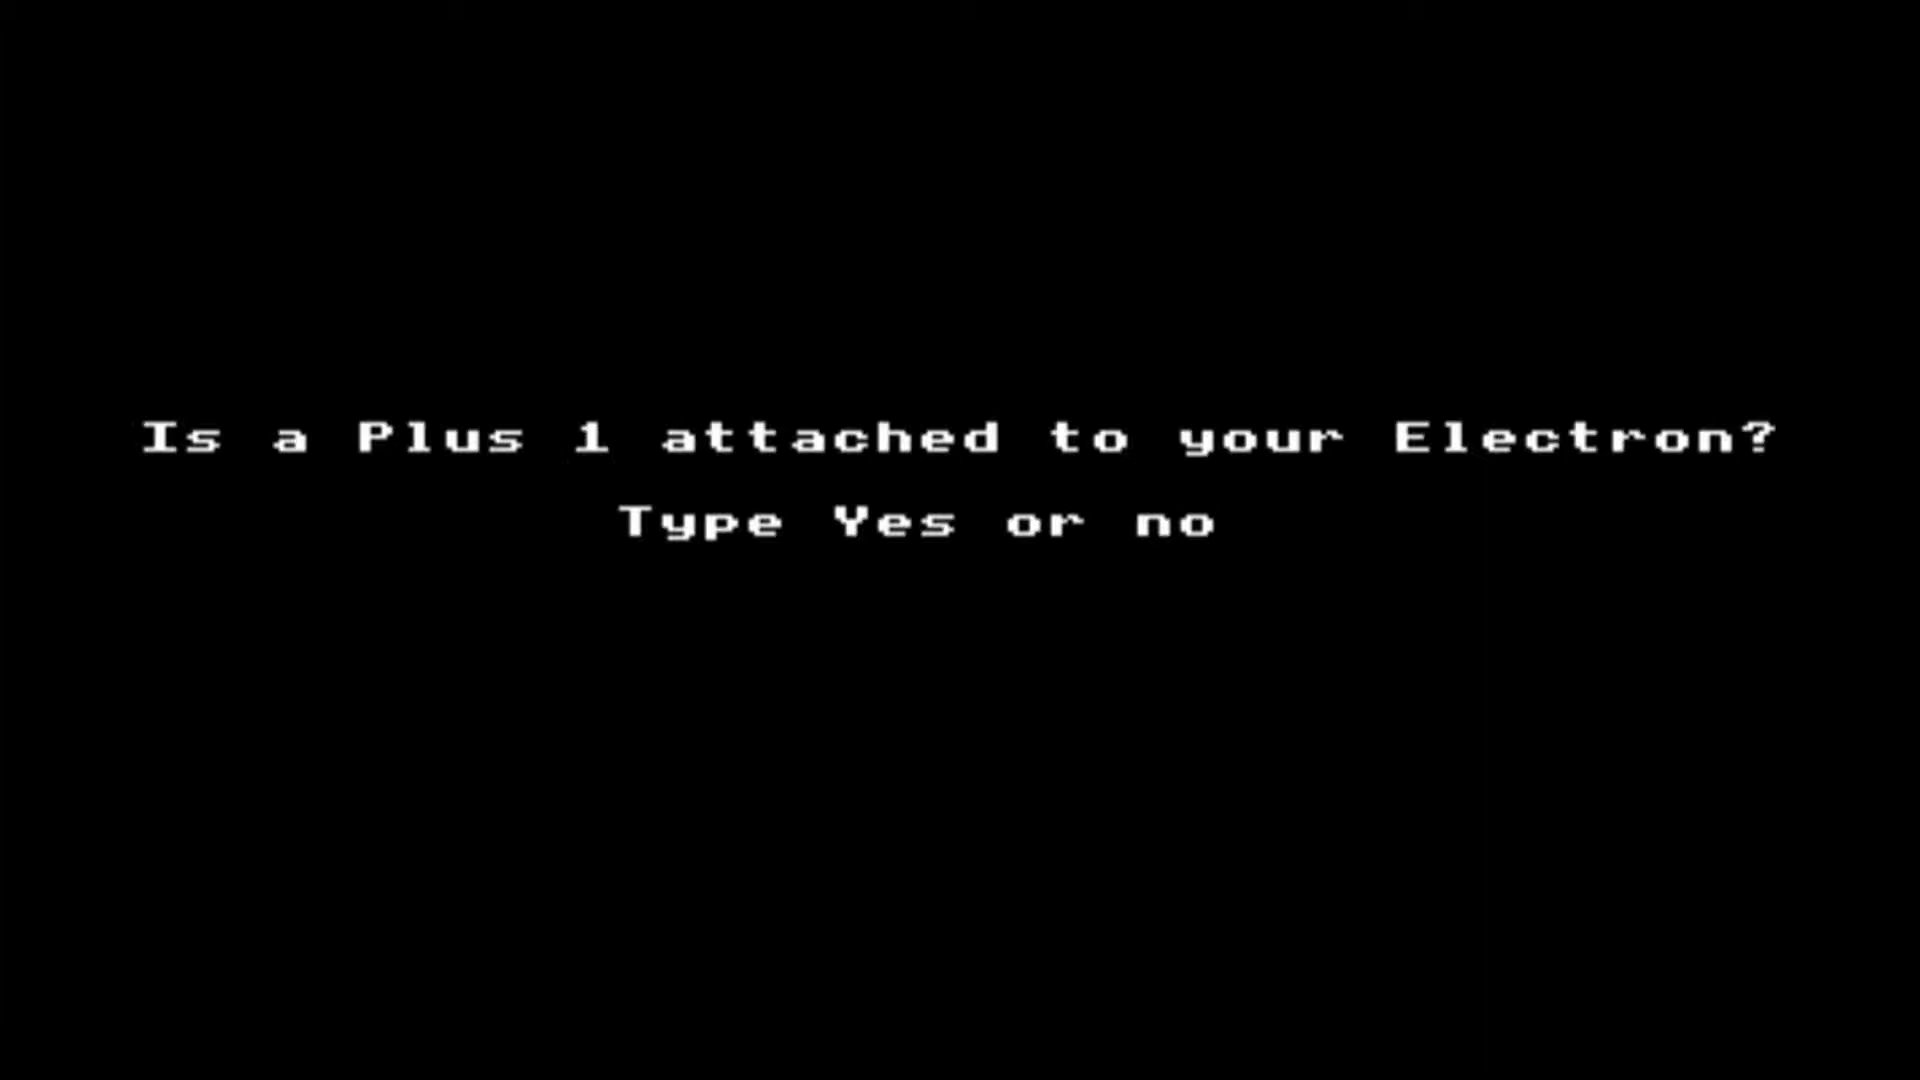 Is a Plus 1 attached to your Electron?
Type Yes or no